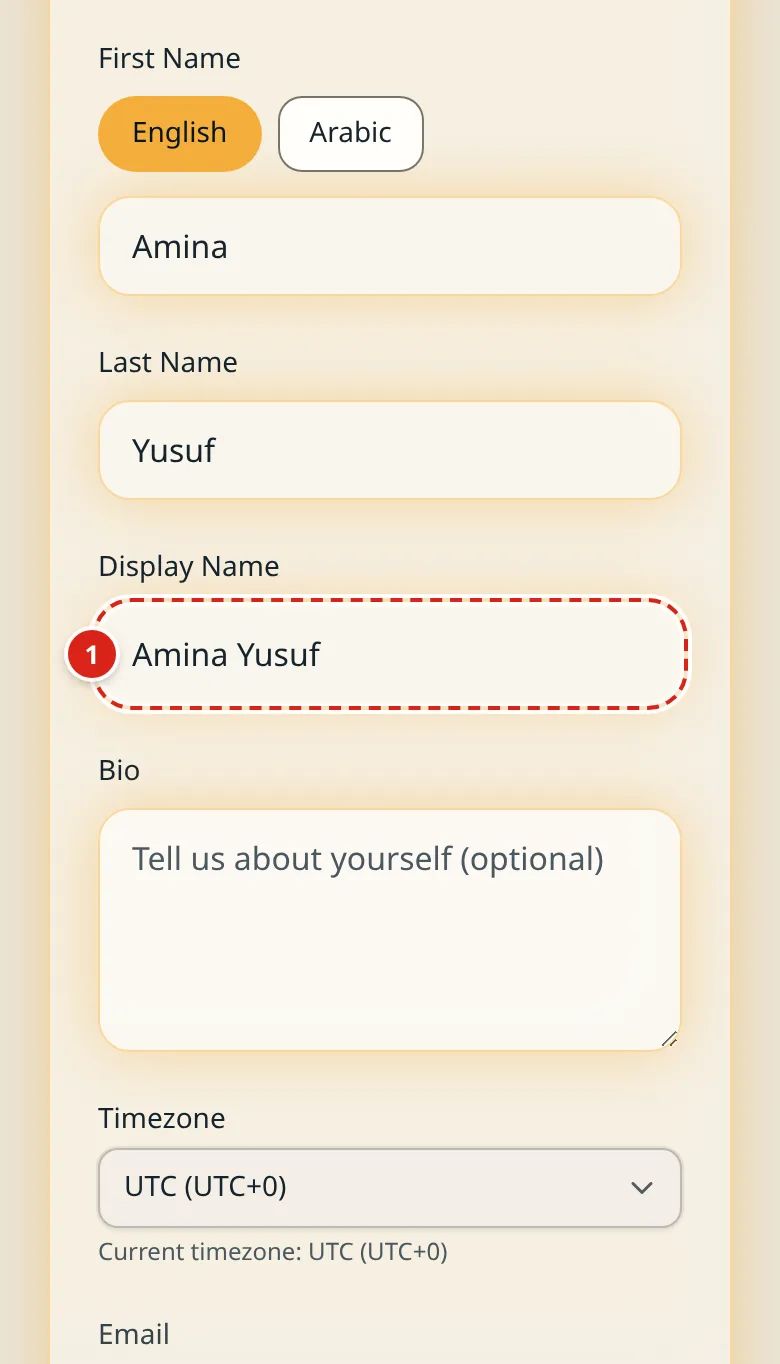 First Name
English Arabic
Amina
Last Name
Yusuf
Display Name
1 Amina Yusuf
Bio
Tell us about yourself (optional)
Timezone
UTC (UTC+0)
Current timezone: UTC (UTC+0)
Email